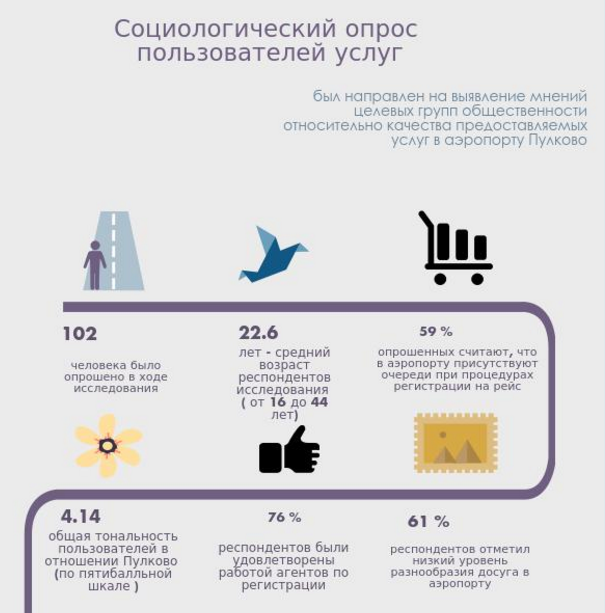 Социологический опрос
пользователей услуг
был направлен на выявление мнений
целевых групп общественности
относительно качества предоставляемых
услуг в аэропорту Пулково
102
человека было
опрошено в ходе
исследования
22.6
лет - средний
возраст
респондентов
исследования
( от 16 до 44
лет)
59 %
опрошенных считают, что
в аэропорту присутствуют
очереди при процедурах
регистрации на рейс
4.14
общая тональность
пользователей в
отношении Пулково
(по пятибалльной
шкале )
76 %
респондентов были
удовлетворены
работой агентов по
регистрации
61 %
респондентов отметил
низкий уровень
разнообразия досуга в
аэропорту